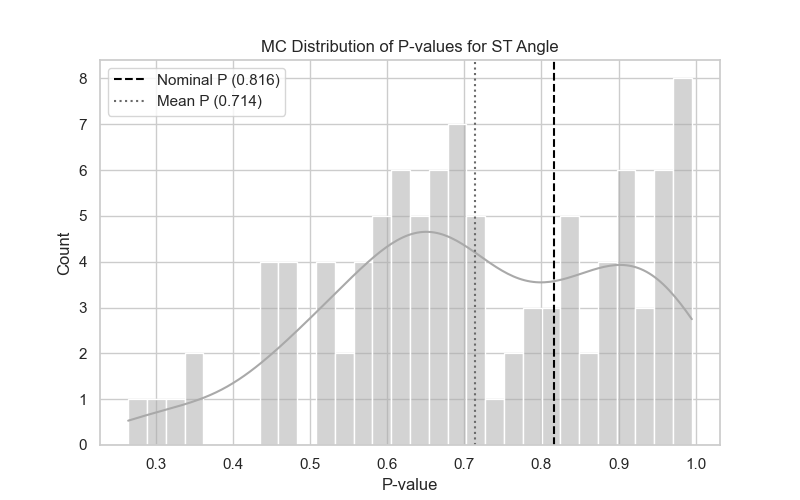 MC Distribution of P-values for ST Angle
Nominal P (0.816)
Mean P (0.714)
8
7
6
5
4
3
2
1
0
Count
0.3 0.4 0.5 0.6 0.7 0.8 0.9 1.0
P-value